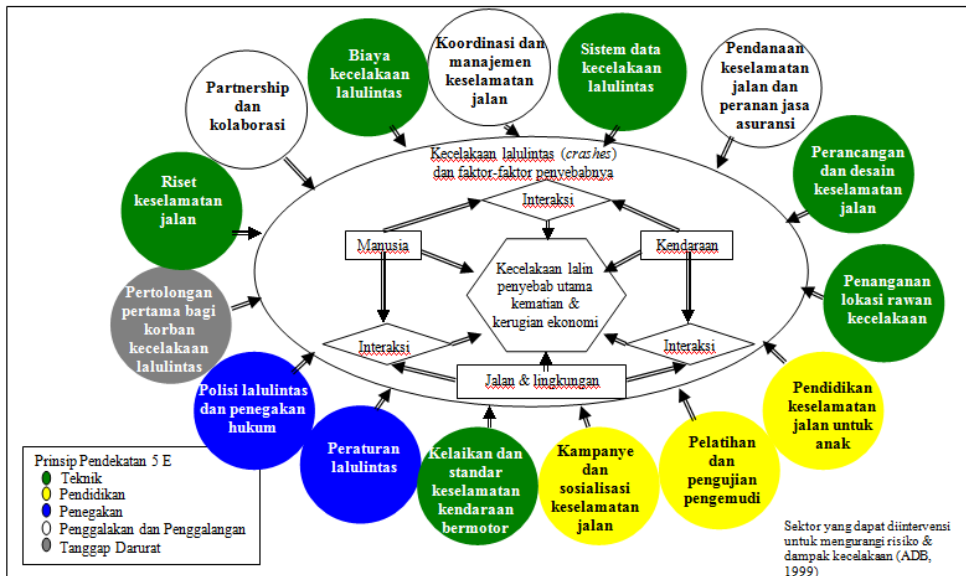 Biaya
kecelakaan
lalulintas
Koordinasi dan
manajemen
keselamatan
jalan
Sistem data
kecelakaan
lalulintas
Pendanaan
keselamatan
jalan dan
peranan jasa
asuransi
Partnership
dan
kolaborasi
Perancangan
dan desain
keselamatan
jalan
Riset
keselamatan
jalan
Penanganan
lokasi rawan
kecelakaan
Pertolongan
pertama bagi
korban
kecelakaan
lalulintas
Kecelakaan lalulintas (crashes)
dan faktor-faktor penyebabnya
Interaksi
Manusia
Kendaraan
Kecelakaan lalin
penyebab utama
kematian &
kerugian ekonomi
Interaksi
Interaksi
Jalan & lingkungan
Polisi lalulintas
dan penegakan
hukum
Peraturan
lalulintas
Kelaikan dan
standar
keselamatan
kendaraan
bermotor
Kampanye
dan
sosialisasi
keselamatan
jalan
Pelatihan
dan
pengujian
pengemudi
Pendidikan
keselamatan
jalan untuk
anak
Prinsip Pendekatan 5 E
Teknik
Pendidikan
Penegakan
Penggalakan dan Penggalangan
Tanggap Darurat
Sektor yang dapat diintervensi
untuk mengurangi risiko &
dampak kecelakaan (ADB,
1999)